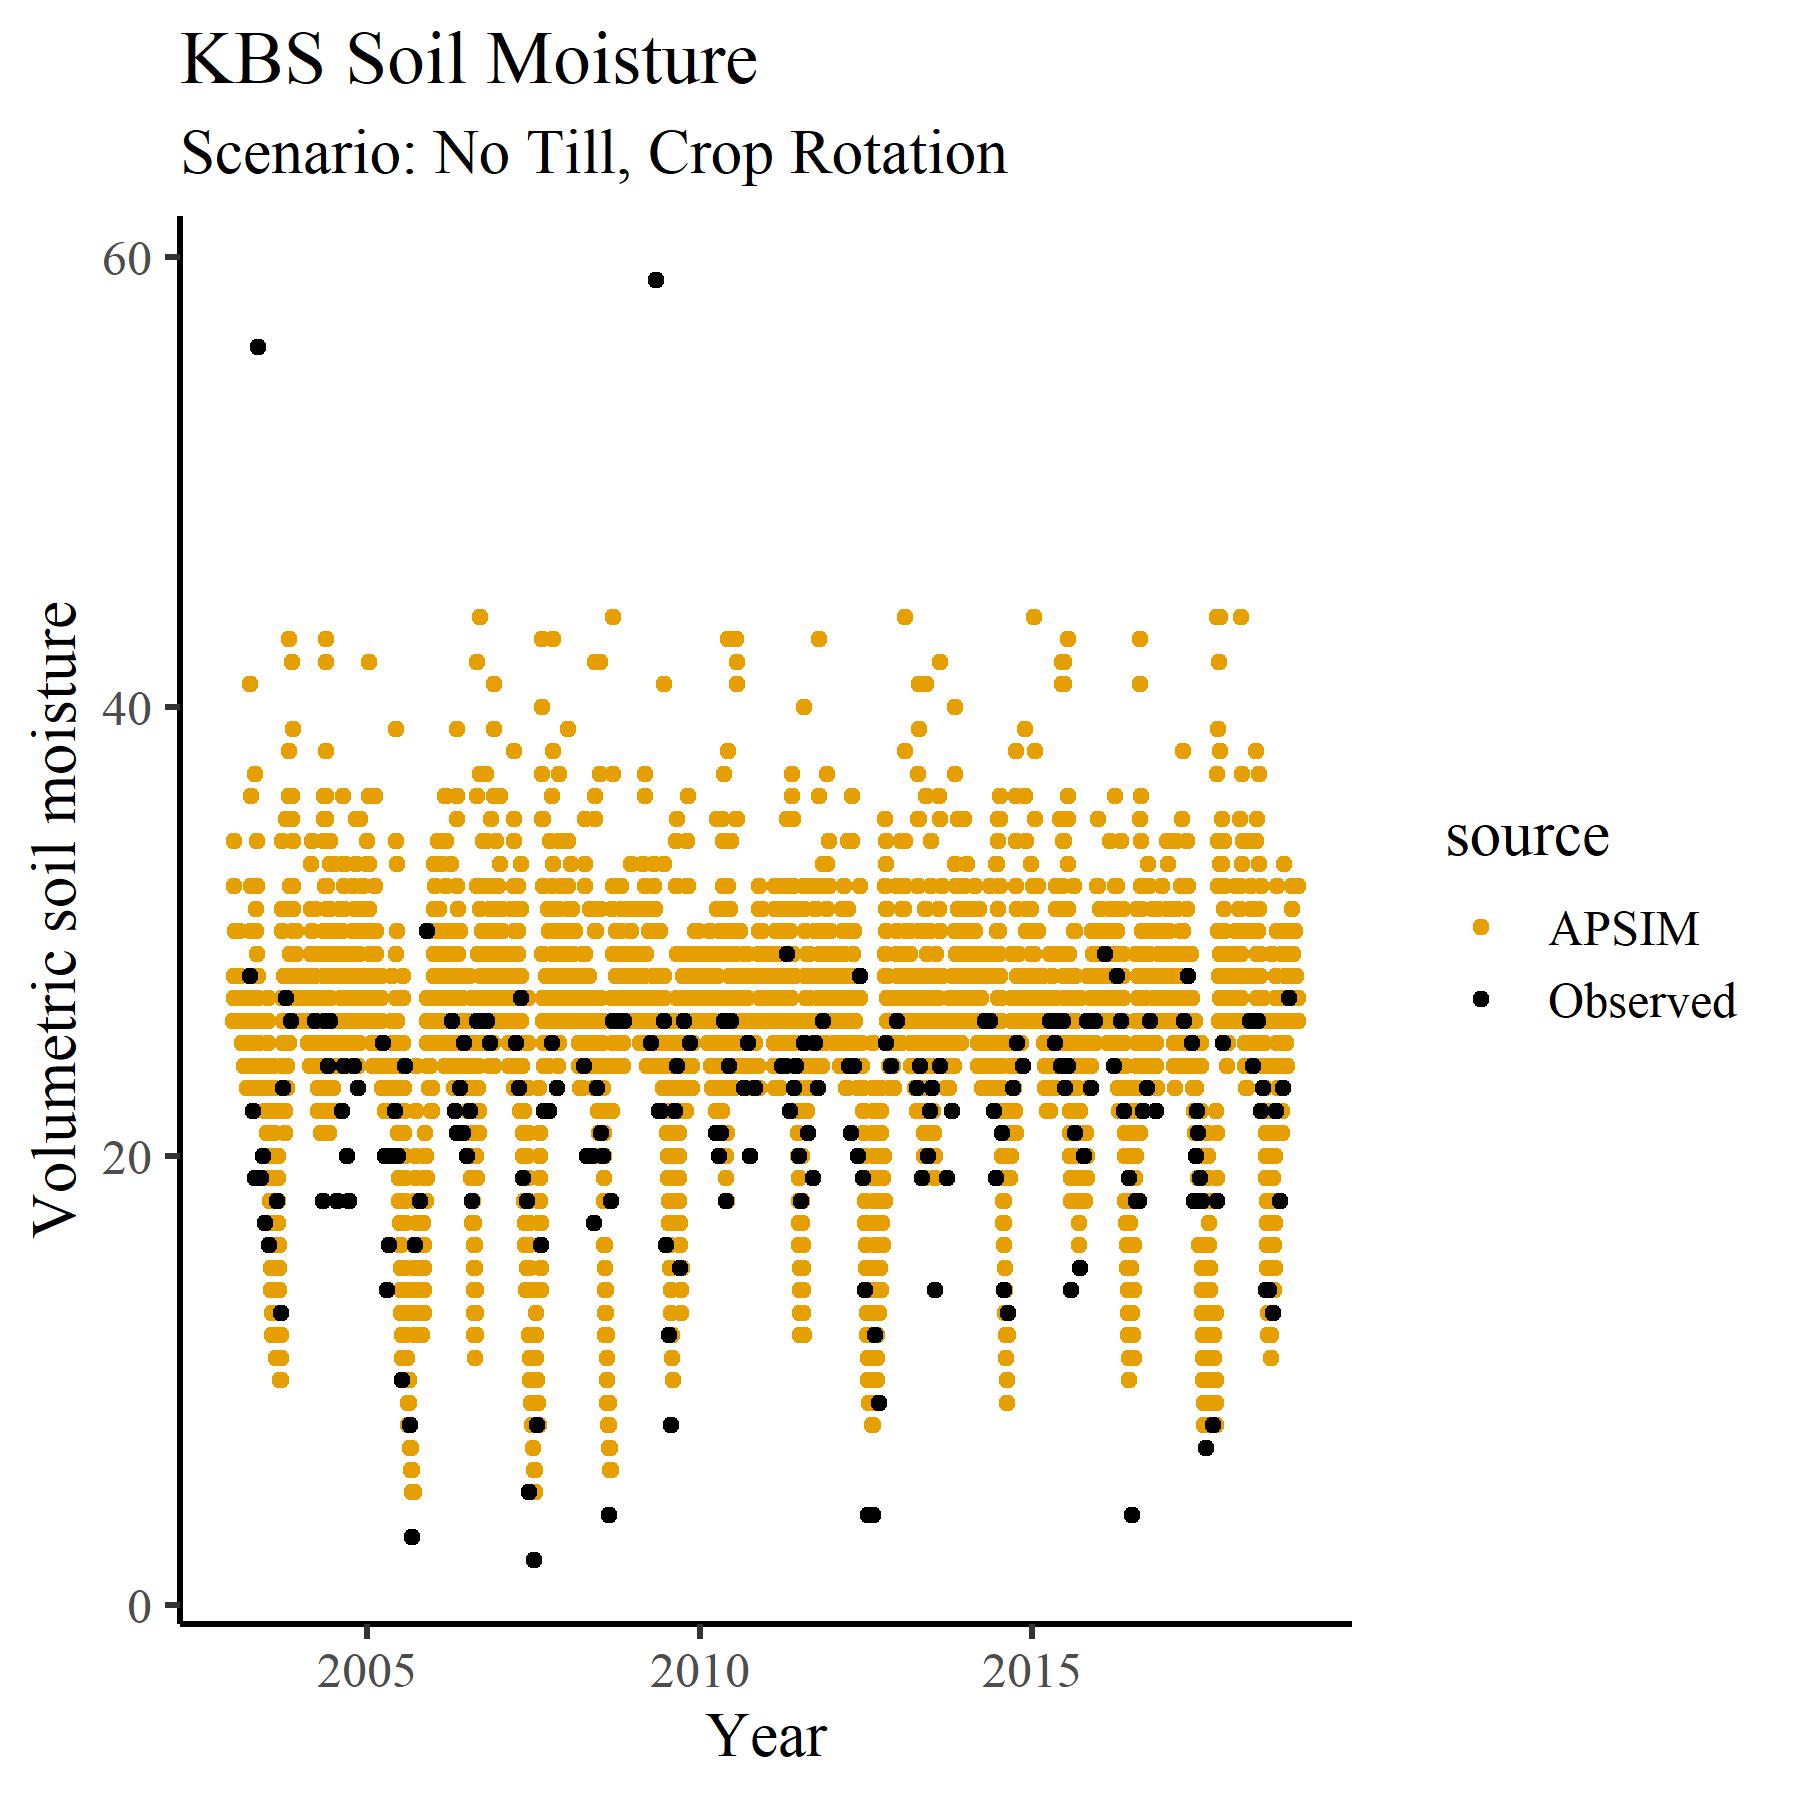 KBS Soil Moisture
Scenario: No Till, Crop Rotation
Volumetric soil moisture
60
40
20
0
2005 2010 2015
Year
source
APSIM
Observed